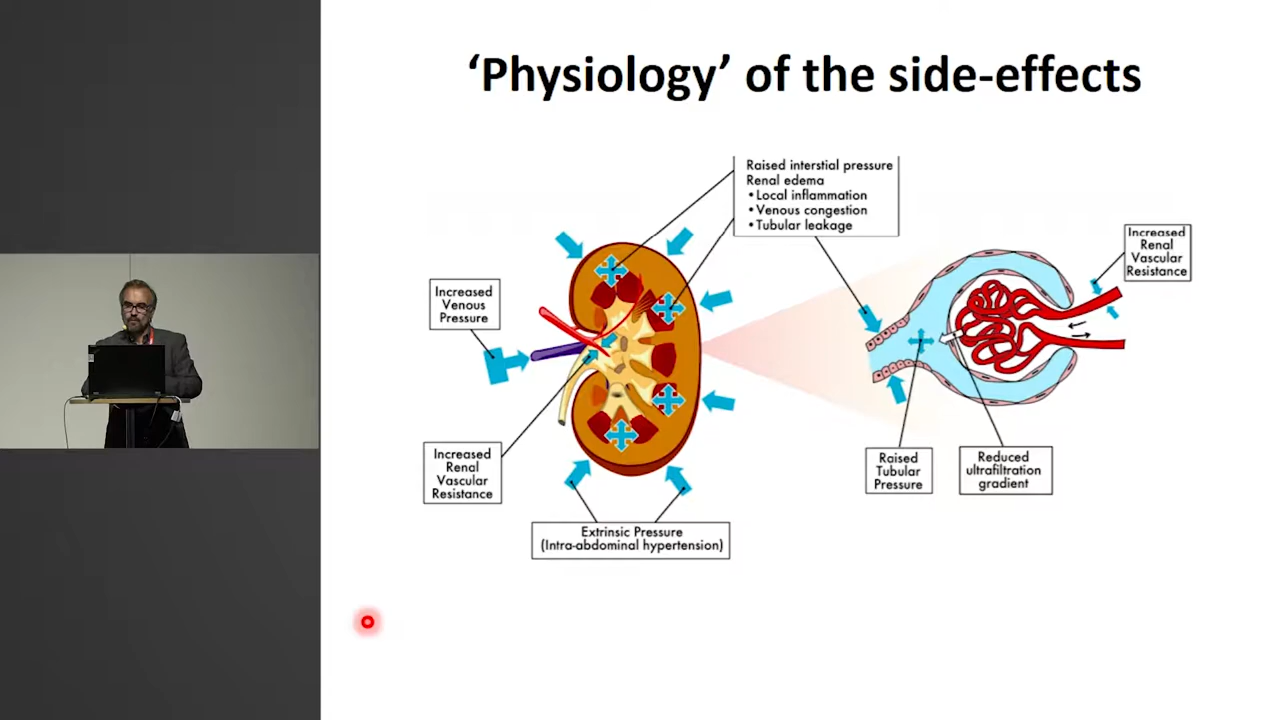 ‘Physiology’ of the side-effects
Raised interstial pressure
Renal edema
•Local inflammation
•Venous congestion
•Tubular leakage
Increased
Renal
Vascular
Resistance
Increased
Venous
Pressure
Increased
Renal
Vascular
Resistance
Raised
Tubular
Pressure
Reduced
ultrafiltration
gradient
Extrinsic Pressure
(Intra-abdominal hypertension)